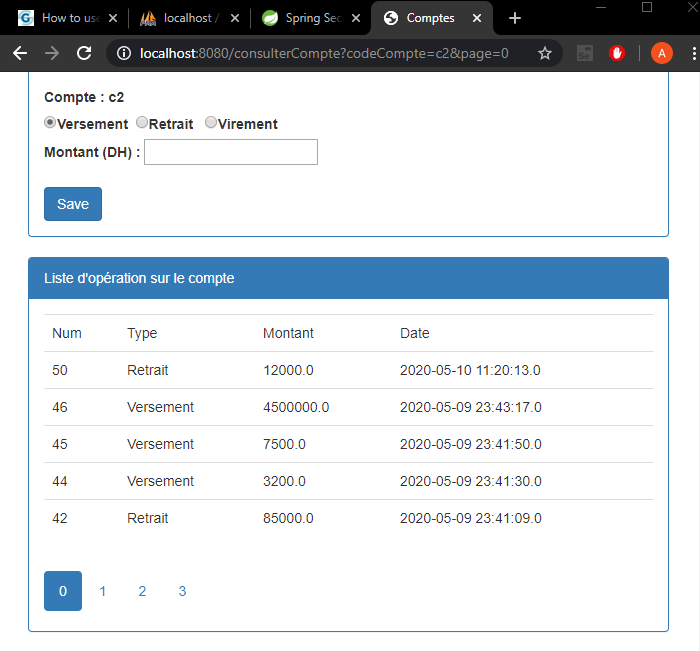 How to us
localhost /
Spring Sec
Comptes
localhost:8080/consulterCompte?codeCompte=c2&page=0
A
Compte : c2
Versement Retrait Virement
Montant (DH) :
Save
Liste d'opération sur le compte
Num Type Montant Date
50 Retrait 12000.0 2020-05-10 11:20:13.0
46 Versement 4500000.0 2020-05-09 23:43:17.0
45 Versement 7500.0 2020-05-09 23:41:50.0
44 Versement 3200.0 2020-05-09 23:41:30.0
42 Retrait 85000.0 2020-05-09 23:41:09.0
0 1 2 3